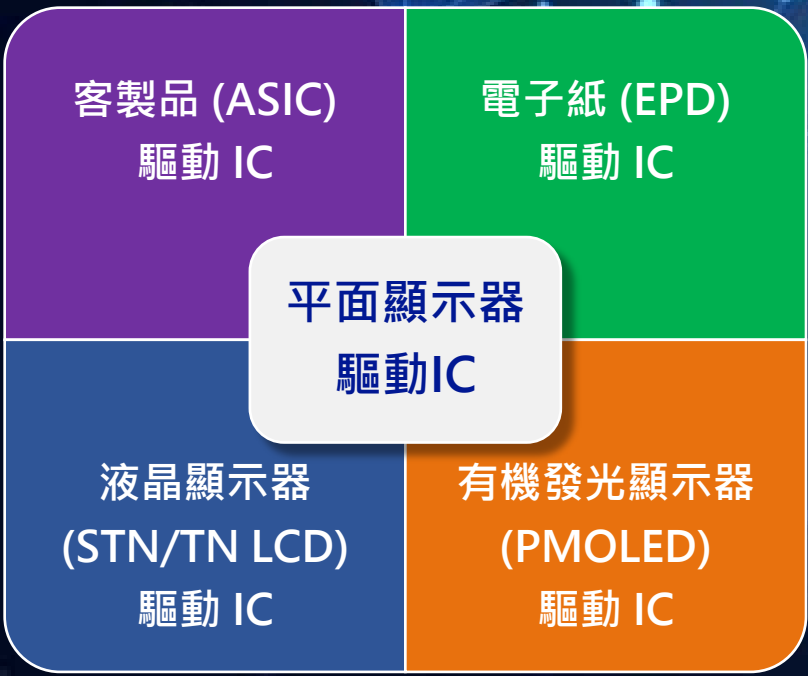 客製品 (ASIC)
驅動 IC
電子紙 (EPD)
驅動 IC
平面顯示器
驅動IC
液晶顯示器
(STN/TN LCD)
驅動 IC
有機發光顯示器
(PMOLED)
驅動 IC